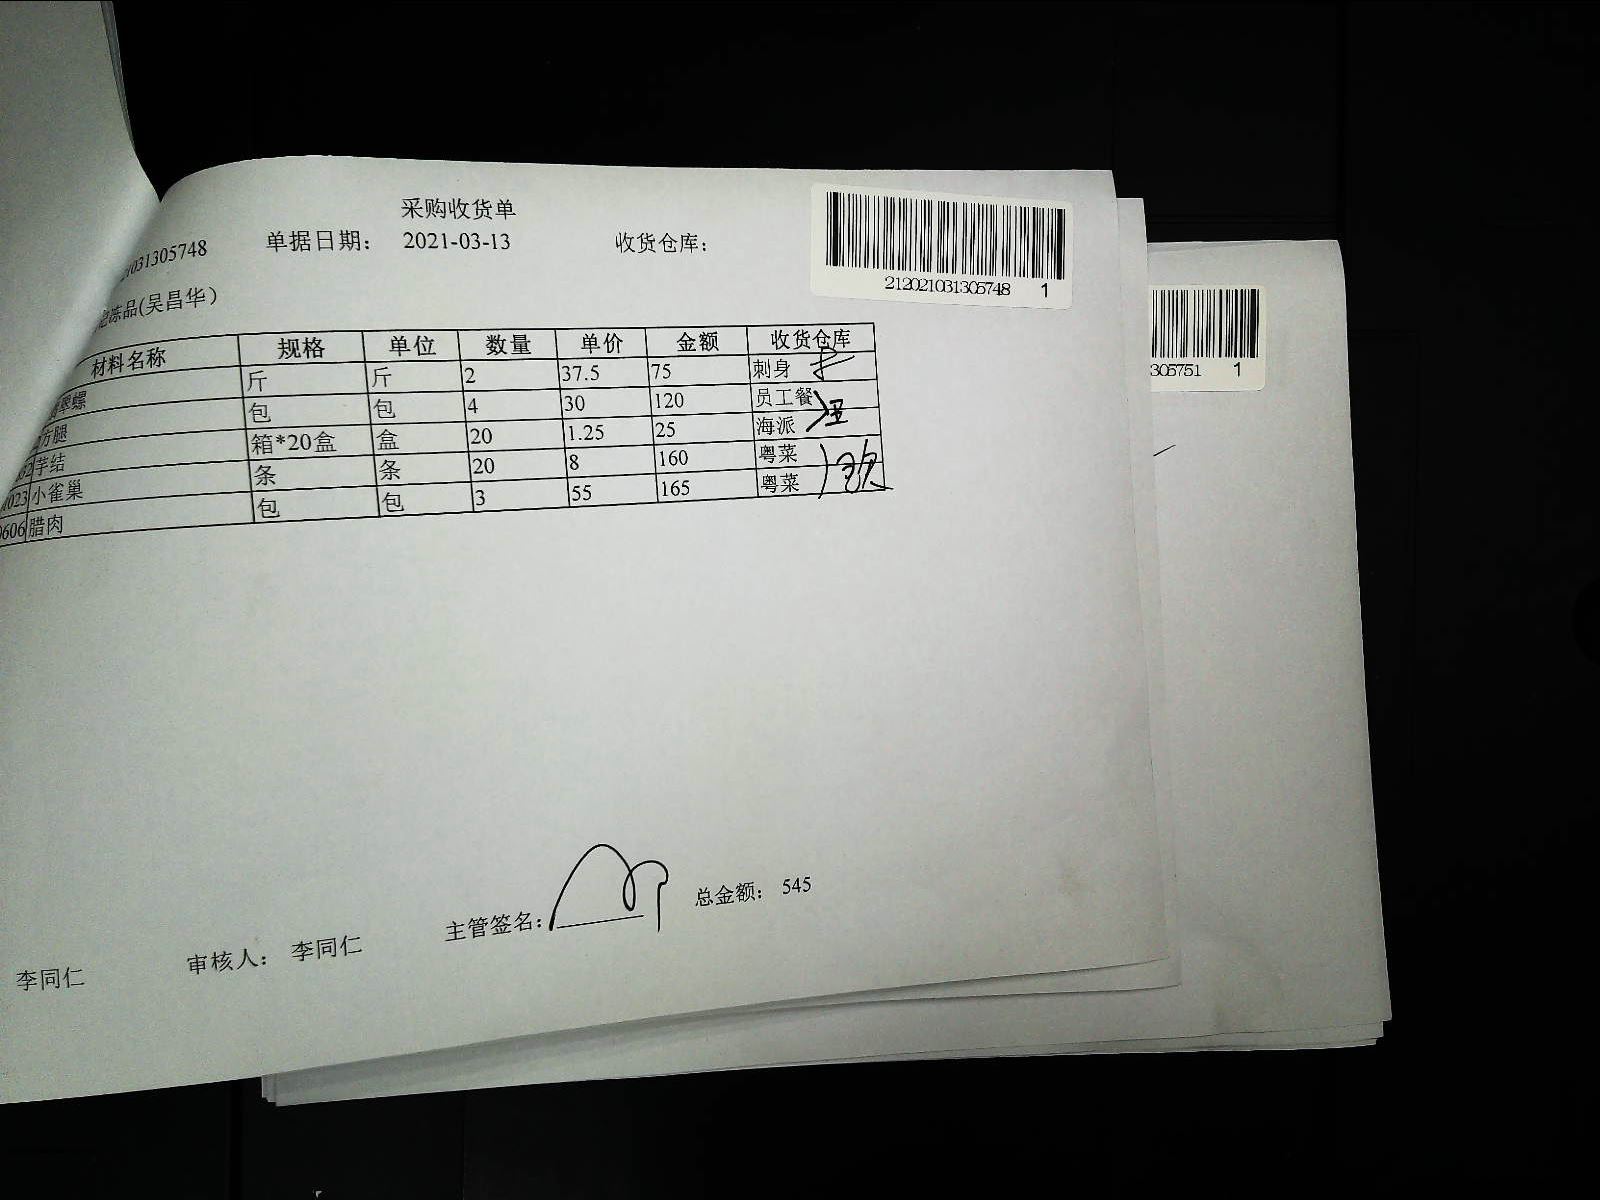 采购收货单
031305748 单据日期： 2021-03-13 收货仓库：
212021031305748 1
冻品(吴昌华)
305751 1
材料名称 规格 单位 数量 单价 金额 收货仓库
翠螺 斤 斤 2 37.5 75 刺身
方腿 包 包 4 30 120 员工餐
芋结 箱*20盒 盒 20 1.25 25 海派
023 小雀巢 条 条 20 8 160 粤菜
0606 腊肉 包 包 3 55 165 粤菜
李同仁 审核人： 李同仁 主管签名： 总金额： 545